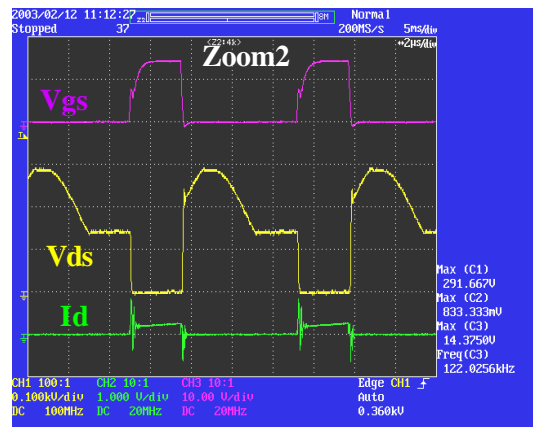 2003/02/12 11:12:27 Normal
Stopped 37 200MS/s 5ms/div
<Z2:4k> ↔2µs/div
Zoom2
Vgs
Vds
Id
Max (C1)
291.667V
Max (C2)
833.333mV
Max (C3)
14.3750V
Freq(C3)
122.0256kHz
CH1 100:1 CH2 10:1 CH3 10:1 Edge CH1
0.100kV/div 1.000 V/div 10.00 V/div Auto
DC 100MHz DC 20MHz DC 20MHz 0.360kV